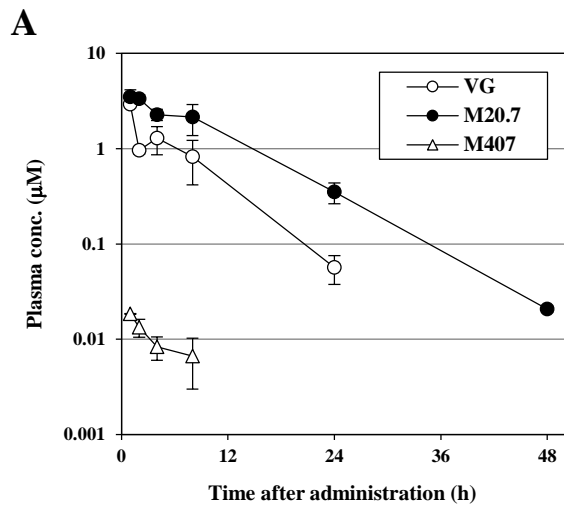 A
10
1
0.1
0.01
0.001
Plasma conc. (µM)
VG
M20.7
M407
0 12 24 36 48
Time after administration (h)